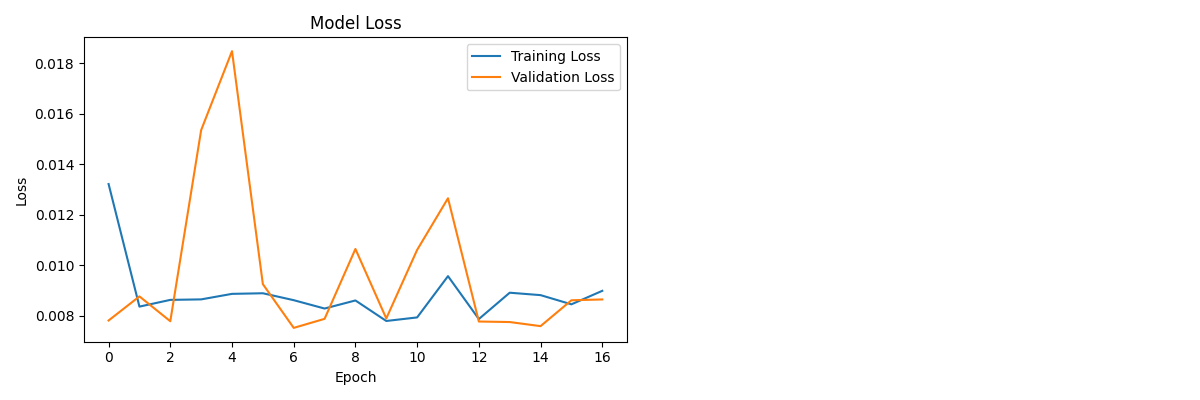 Model Loss
Training Loss
Validation Loss
0.018
0.016
0.014
0.012
0.010
0.008
Loss
0 2 4 6 8 10 12 14 16
Epoch